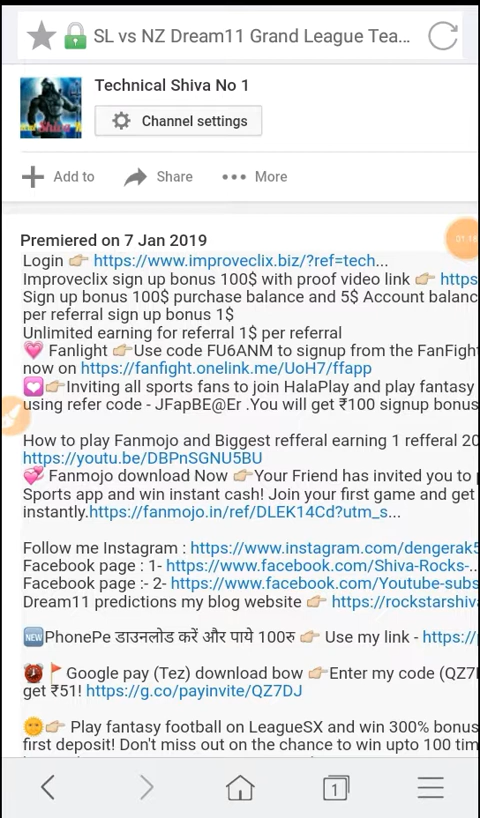 SL vs NZ Dream11 Grand League Tea...
Technical Shiva No 1
Channel settings
Add to Share More
Premiered on 7 Jan 2019
01:18
Login 👉🏼 https://www.improveclix.biz/?ref=tech...
Improveclix sign up bonus 100$ with proof video link 👉🏼 https
Sign up bonus 100$ purchase balance and 5$ Account balanc
per referral sign up bonus 1$
Unlimited earning for referral 1$ per referral
💗 Fanlight 👉🏼Use code FU6ANM to signup from the FanFigh
now on https://fanfight.onelink.me/UoH7/ffapp
💟👉🏼Inviting all sports fans to join HalaPlay and play fantasy
using refer code - JFapBE@Er .You will get ₹100 signup bonus
How to play Fanmojo and Biggest refferal earning 1 refferal 20
https://youtu.be/DBPnSGNU5BU
💞 Fanmojo download Now 👉🏼Your Friend has invited you to
Sports app and win instant cash! Join your first game and get
instantly.https://fanmojo.in/ref/DLEK14Cd?utm_s...
Follow me Instagram : https://www.instagram.com/dengerak5
Facebook page : 1- https://www.facebook.com/Shiva-Rocks-...
Facebook page :- 2- https://www.facebook.com/Youtube-subs
Dream11 predictions my blog website 👉🏼 https://rockstarshiv
🆕PhonePe डाउनलोड करें और पाये 100रु 👉🏼 Use my link - https:/
⏰🚩Google pay (Tez) download bow 👉🏼Enter my code (QZ7
get ₹51! https://g.co/payinvite/QZ7DJ
🌞👉🏼 Play fantasy football on LeagueSX and win 300% bonus
first deposit! Don't miss out on the chance to win upto 100 tim
1